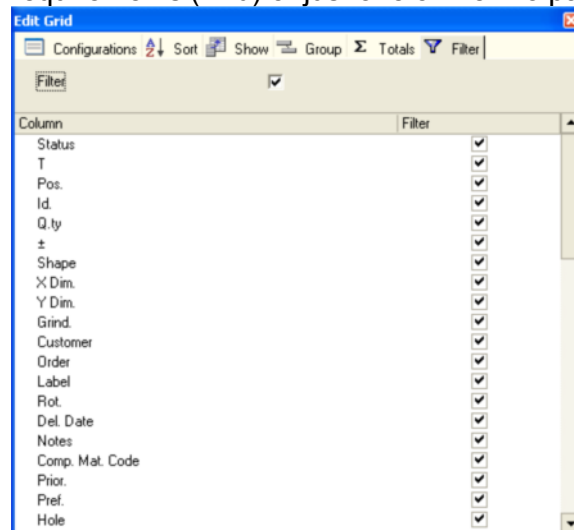 Edit Grid
Configurations Sort Show Group Σ Totals Filter
Filter
Column Filter
Status
T
Pos.
Id.
Q.ty
±
Shape
X Dim.
Y Dim.
Grind.
Customer
Order
Label
Rot.
Del. Date
Notes
Comp. Mat. Code
Prior.
Pref.
Hole